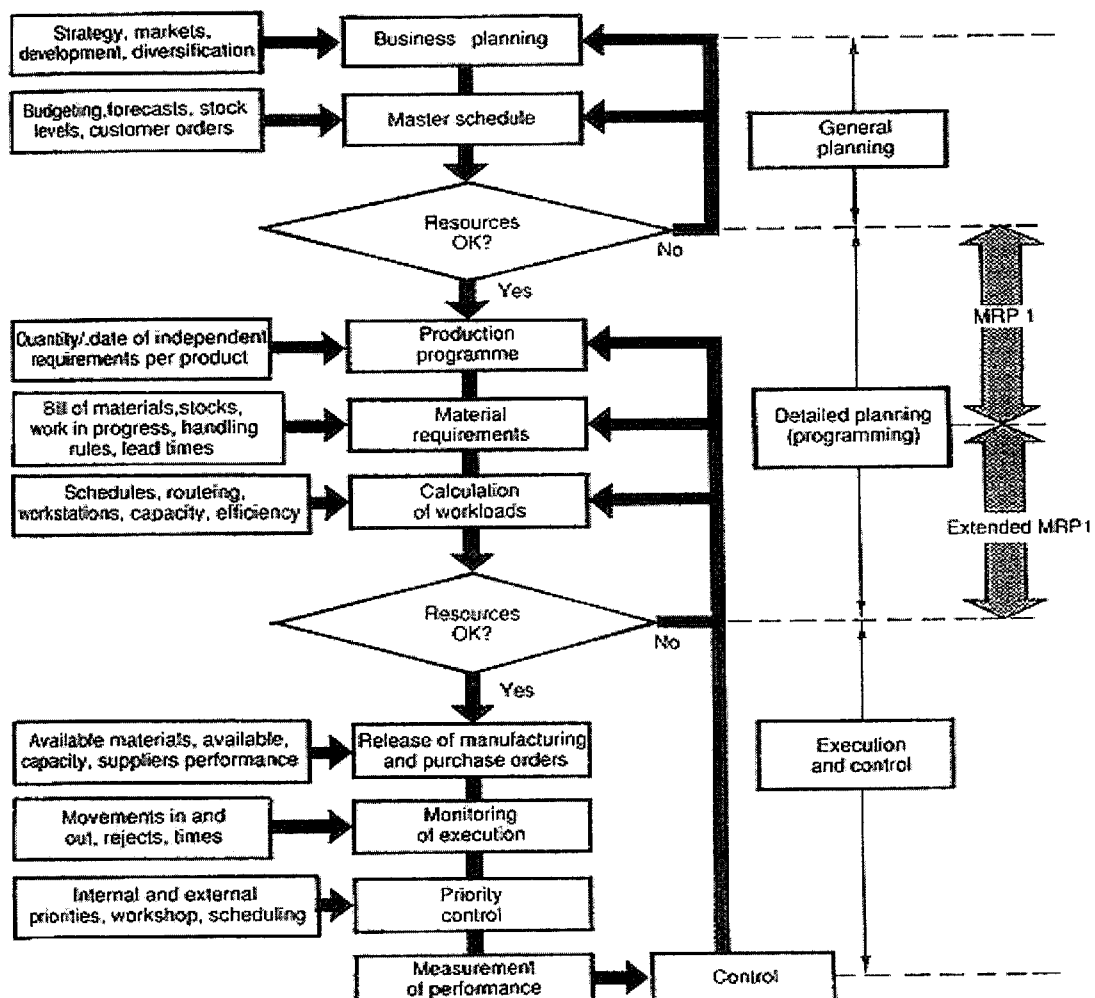 Strategy, markets,
development, diversification
Business planning
Budgeting, forecasts, stock
levels, customer orders
Master schedule
General
planning
Resources
OK?
No
Yes
MRP 1
Quantity/.date of independent
requirements per product
Production
programme
Bill of materials, stocks,
work in progress, handling
rules, lead times
Material
requirements
Detailed planning
(programming)
Schedules, routeing,
workstations, capacity, efficiency
Calculation
of workloads
Extended MRP1
Resources
OK?
No
Yes
Available materials, available,
capacity, suppliers performance
Release of manufacturing
and purchase orders
Execution
and control
Movements in and
out, rejects, times
Monitoring
of execution
Internal and external
priorities, workshop, scheduling
Priority
control
Measurement
of performance
Control